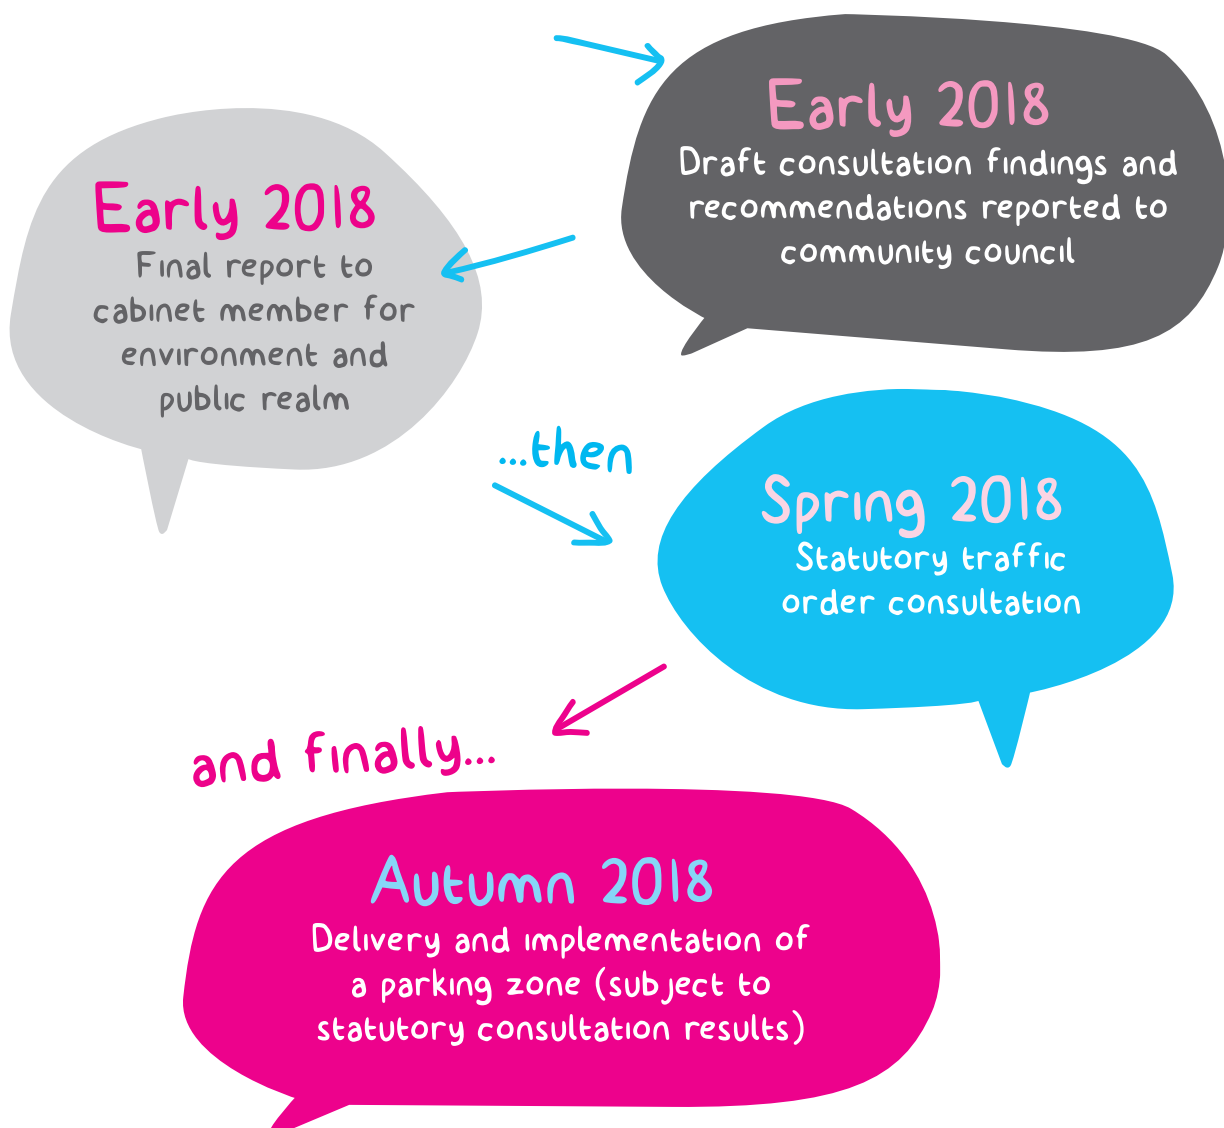 Early 2018
Draft consultation findings and
recommendations reported to
community council
Early 2018
Final report to
cabinet member for
environment and
public realm
...then
Spring 2018
Statutory traffic
order consultation
and finally...
Autumn 2018
Delivery and implementation of
a parking zone (subject to
statutory consultation results)